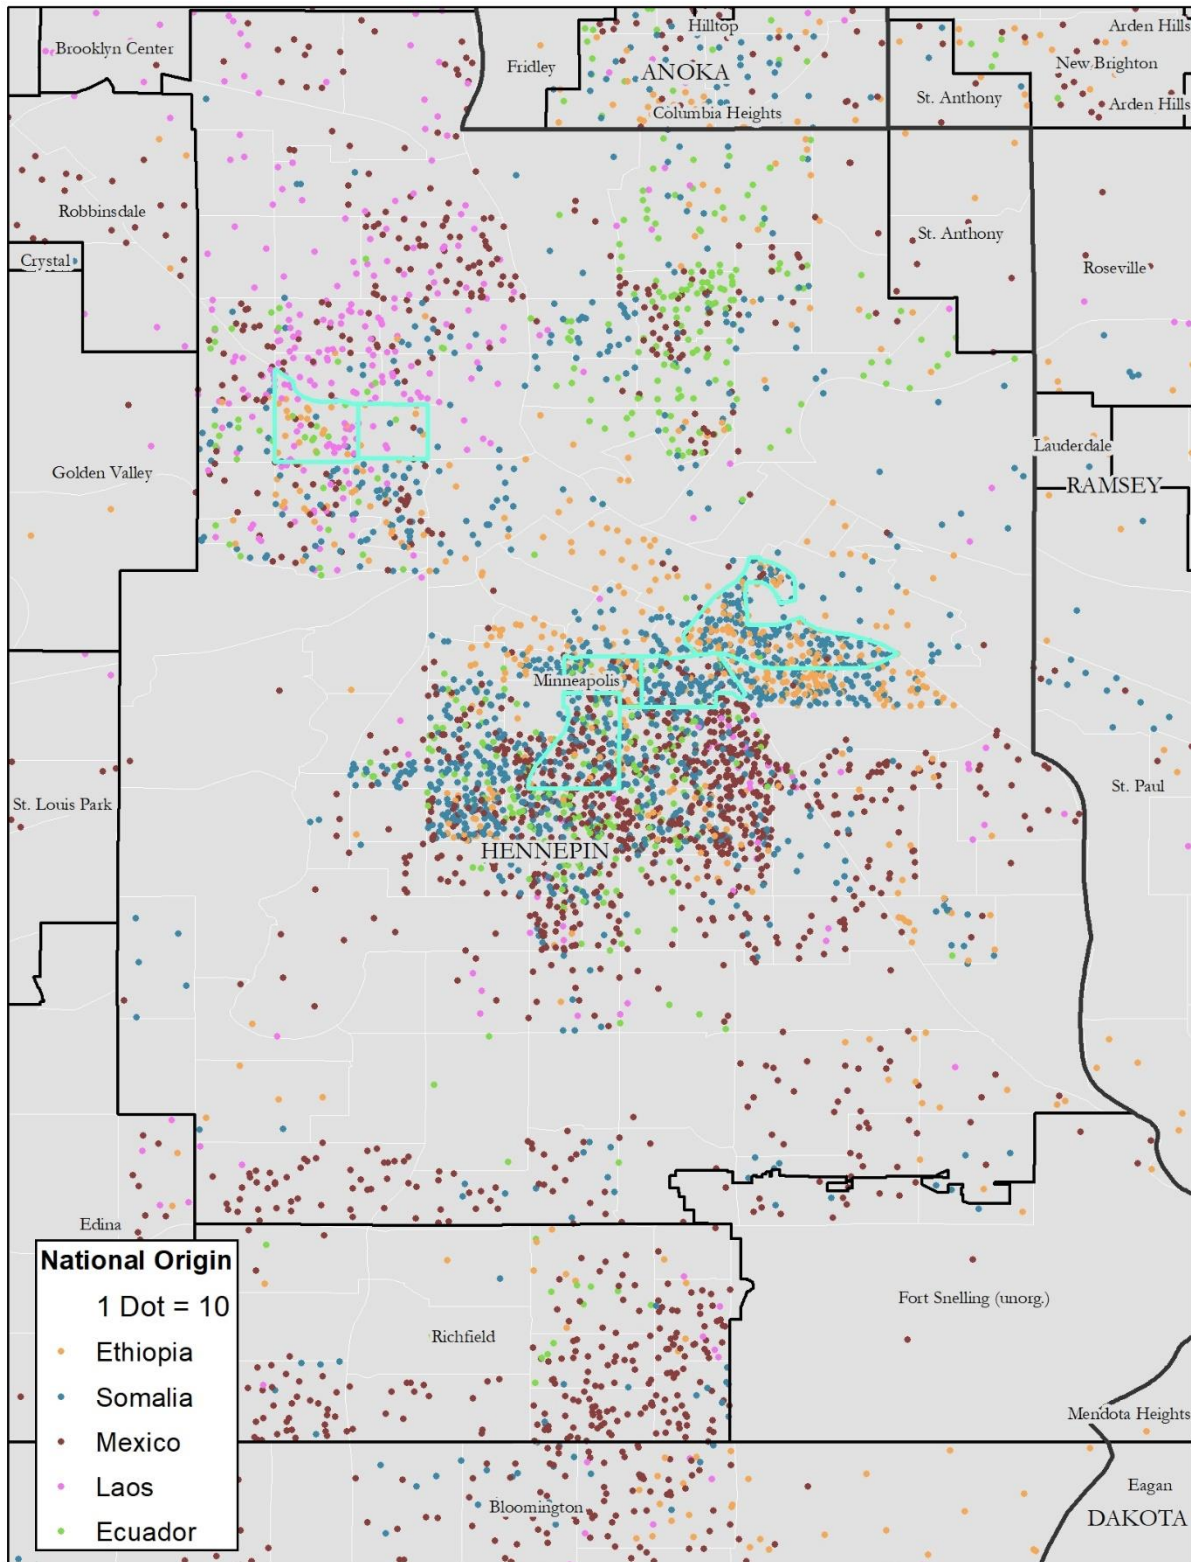 Hilltop
Arden Hills
Brooklyn Center
Fridley
ANOKA
New Brighton
St. Anthony
Arden Hills
Columbia Heights
Robbinsdale
St. Anthony
Crystal
Roseville
Golden Valley
Lauderdale
RAMSEY
Minneapolis
St. Louis Park
St. Paul
HENNEPIN
Edina
National Origin
1 Dot = 10
Ethiopia
Somalia
Mexico
Laos
Ecuador
Fort Snelling (unorg.)
Richfield
Mendota Heights
Eagan
Bloomington
DAKOTA